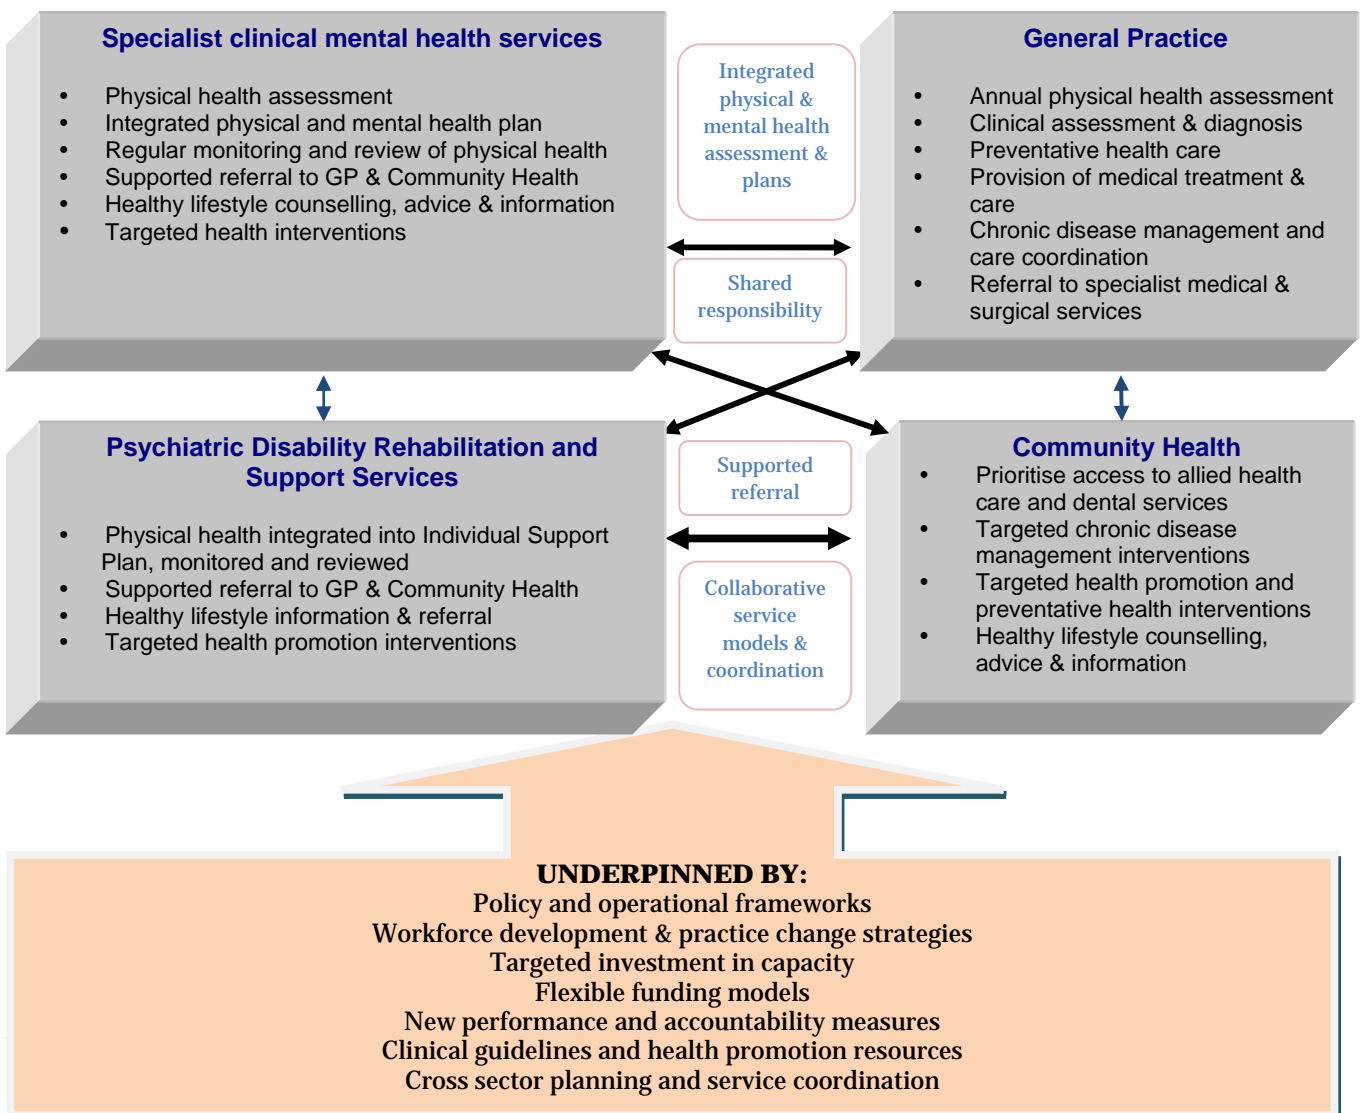 Specialist clinical mental health services
• Physical health assessment
• Integrated physical and mental health plan
• Regular monitoring and review of physical health
• Supported referral to GP & Community Health
• Healthy lifestyle counselling, advice & information
• Targeted health interventions
Integrated
physical &
mental health
assessment &
plans
Shared
responsibility
General Practice
• Annual physical health assessment
• Clinical assessment & diagnosis
• Preventative health care
• Provision of medical treatment &
care
• Chronic disease management and
care coordination
• Referral to specialist medical &
surgical services
Psychiatric Disability Rehabilitation and
Support Services
• Physical health integrated into Individual Support
Plan, monitored and reviewed
• Supported referral to GP & Community Health
• Healthy lifestyle information & referral
• Targeted health promotion interventions
Supported
referral
Collaborative
service
models &
coordination
Community Health
• Prioritise access to allied health
care and dental services
• Targeted chronic disease
management interventions
• Targeted health promotion and
preventative health interventions
• Healthy lifestyle counselling,
advice & information
UNDERPINNED BY:
Policy and operational frameworks
Workforce development & practice change strategies
Targeted investment in capacity
Flexible funding models
New performance and accountability measures
Clinical guidelines and health promotion resources
Cross sector planning and service coordination